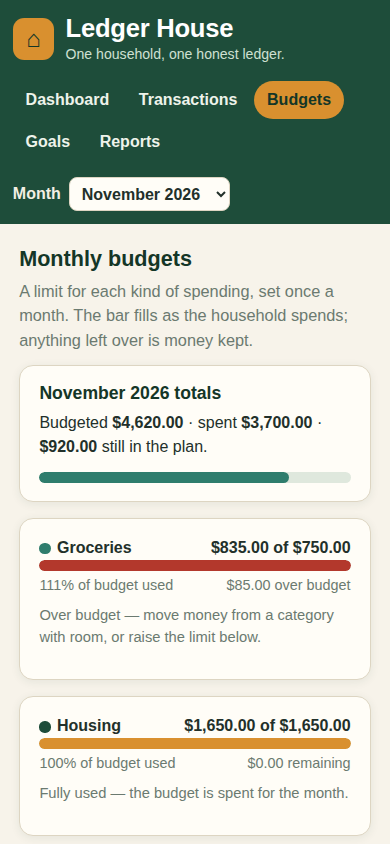 Ledger House
One household, one honest ledger.
Dashboard Transactions Budgets
Goals Reports
Month November 2026
Monthly budgets
A limit for each kind of spending, set once a
month. The bar fills as the household spends;
anything left over is money kept.
November 2026 totals
Budgeted $4,620.00 · spent $3,700.00 ·
$920.00 still in the plan.
Groceries $835.00 of $750.00
111% of budget used $85.00 over budget
Over budget — move money from a category
with room, or raise the limit below.
Housing $1,650.00 of $1,650.00
100% of budget used $0.00 remaining
Fully used — the budget is spent for the month.